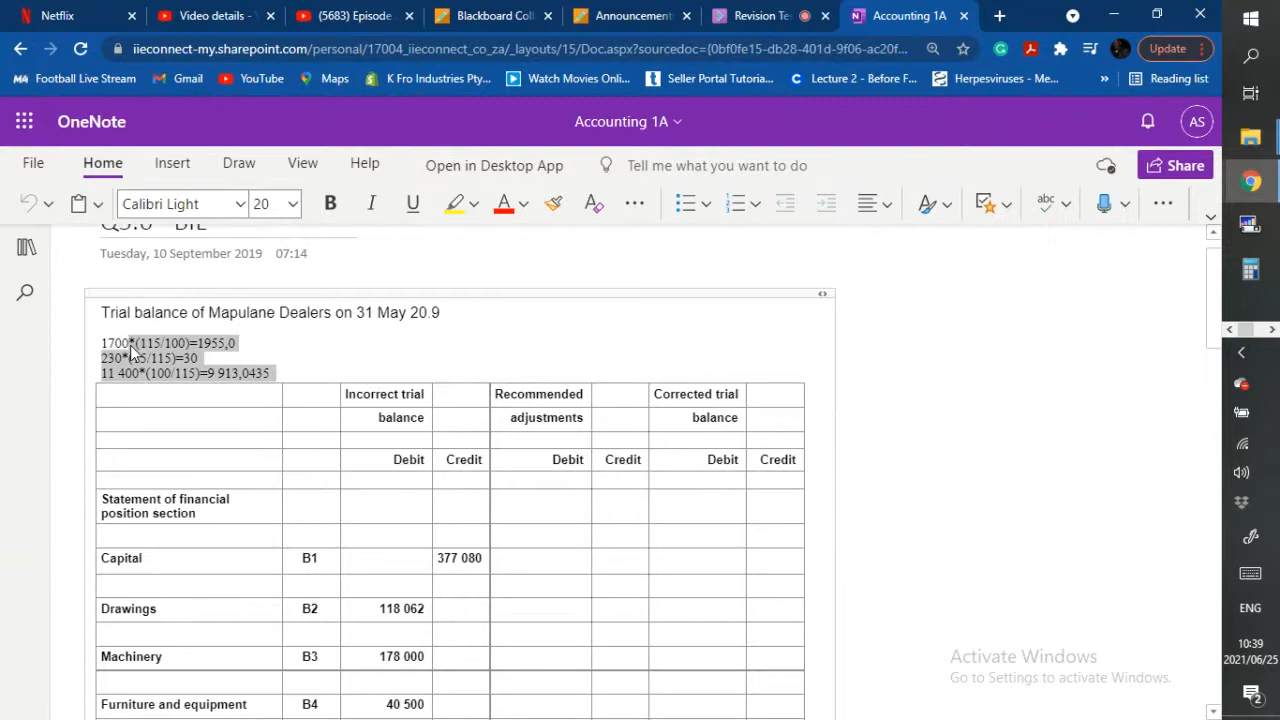 Netflix
Video details -
(5683) Episode
Blackboard Coll
Announcement
Revision Te
Accounting 1A
iieconnect-my.sharepoint.com/personal/17004_iieconnect_co_za/_layouts/15/Doc.aspx?sourcedoc={0bf0fe15-db28-401d-9f06-ac20f...
Update
Football Live Stream
Gmail
YouTube
Maps
K Fro Industries Pty...
Watch Movies Onli...
Seller Portal Tutoria...
Lecture 2 - Before F...
Herpesviruses - Me...
»
Reading list
OneNote
Accounting 1A
AS
File
Home
Insert
Draw
View
Help
Open in Desktop App
Tell me what you want to do
Share
Calibri Light
20
B
I
U
A
abc
Tuesday, 10 September 2019 07:14
Trial balance of Mapulane Dealers on 31 May 20.9
1700*(115/100)=1955,0
230*(15/115)=30
11 400*(100/115)=9 913,0435
Incorrect trial Recommended Corrected trial
balance adjustments balance
Debit Credit Debit Credit Debit Credit
Statement of financial
position section
Capital B1 377 080
Drawings B2 118 062
Machinery B3 178 000
Furniture and equipment B4 40 500
Activate Windows
Go to Settings to activate Windows.
ENG
10:39
2021/06/25
2